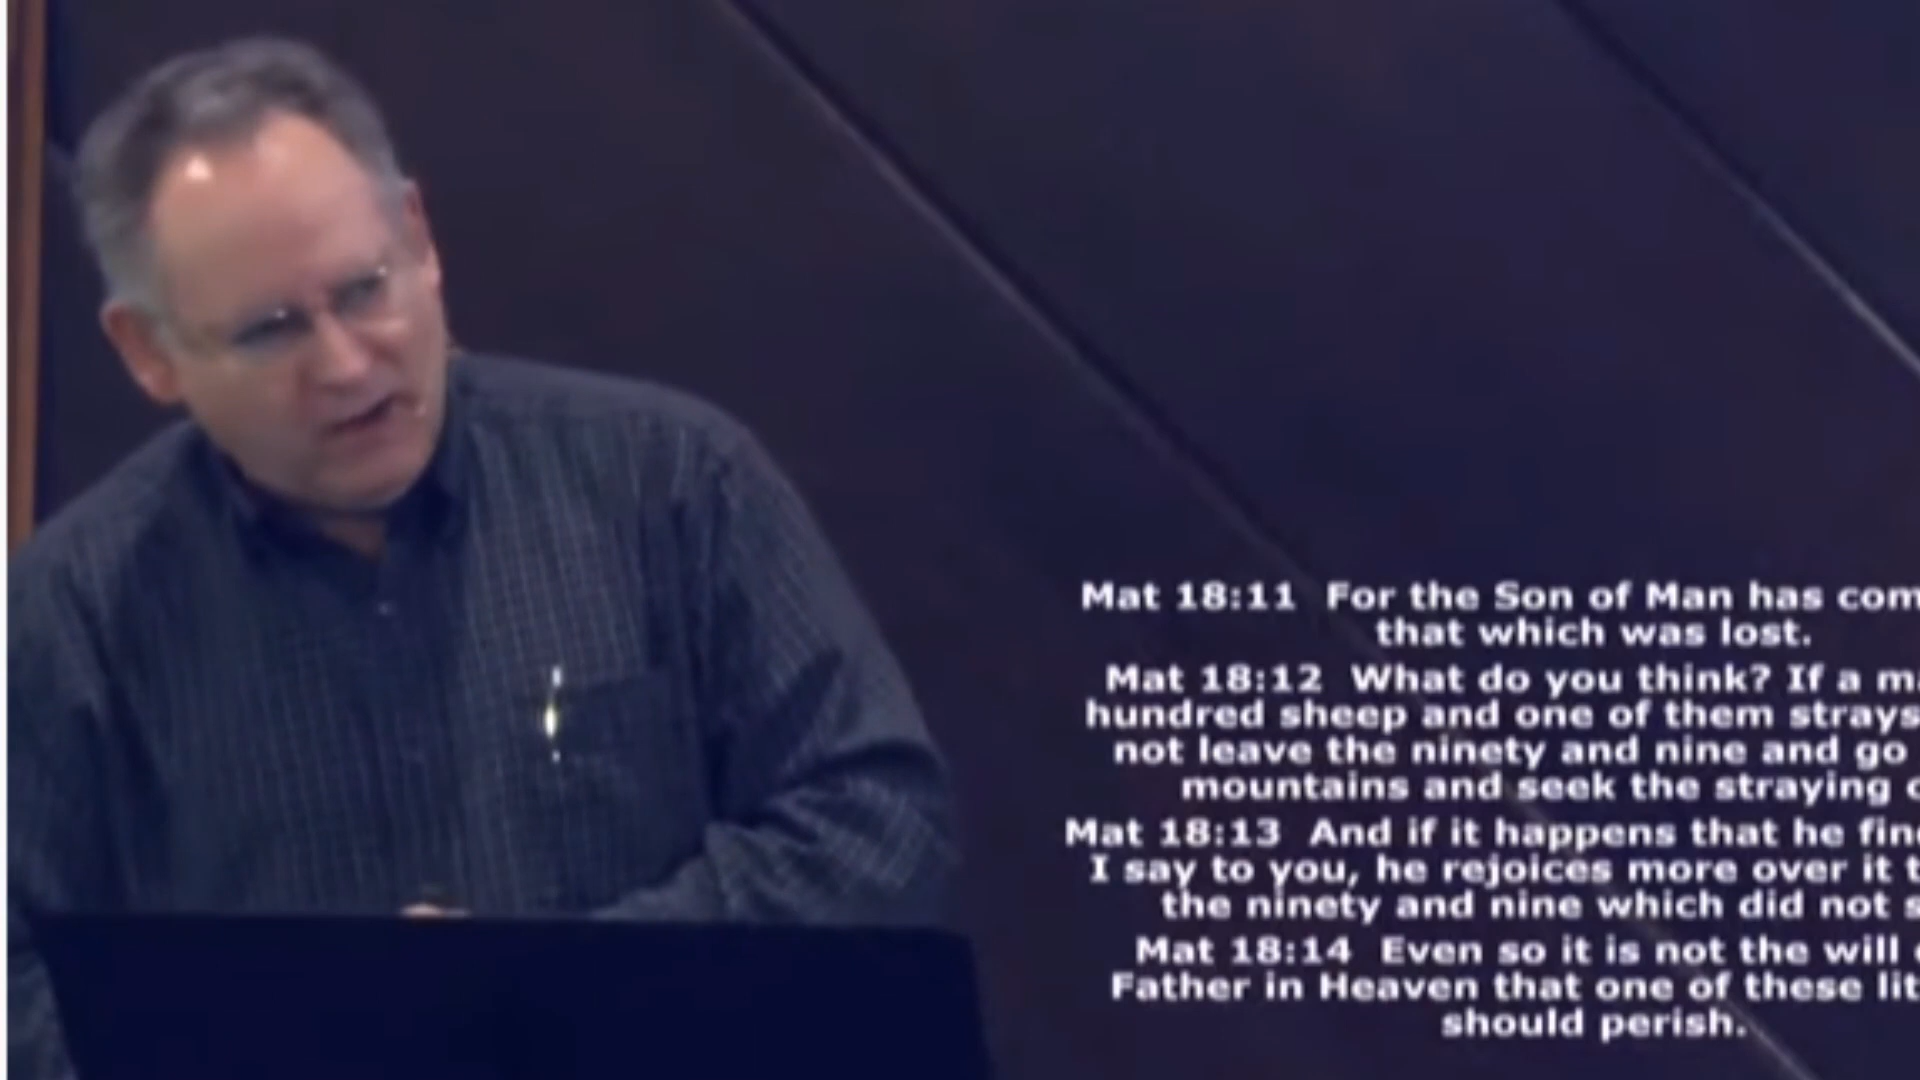 Mat 18:11 For the Son of Man has com
that which was lost.
Mat 18:12 What do you think? If a ma
hundred sheep and one of them strays
not leave the ninety and nine and go
mountains and seek the straying o
Mat 18:13 And if it happens that he find
I say to you, he rejoices more over it t
the ninety and nine which did not s
Mat 18:14 Even so it is not the will o
Father in Heaven that one of these lit
should perish.